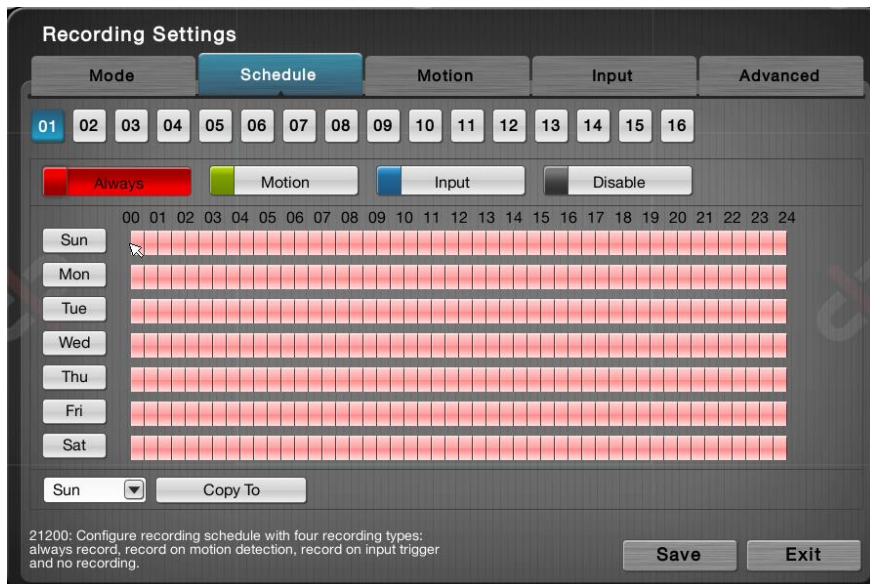 Recording Settings
Mode Schedule Motion Input Advanced
01 02 03 04 05 06 07 08 09 10 11 12 13 14 15 16
Always Motion Input Disable
00 01 02 03 04 05 06 07 08 09 10 11 12 13 14 15 16 17 18 19 20 21 22 23 24
Sun
Mon
Tue
Wed
Thu
Fri
Sat
Sun Copy To
21200: Configure recording schedule with four recording types:
always record, record on motion detection, record on input trigger
and no recording.
Save Exit